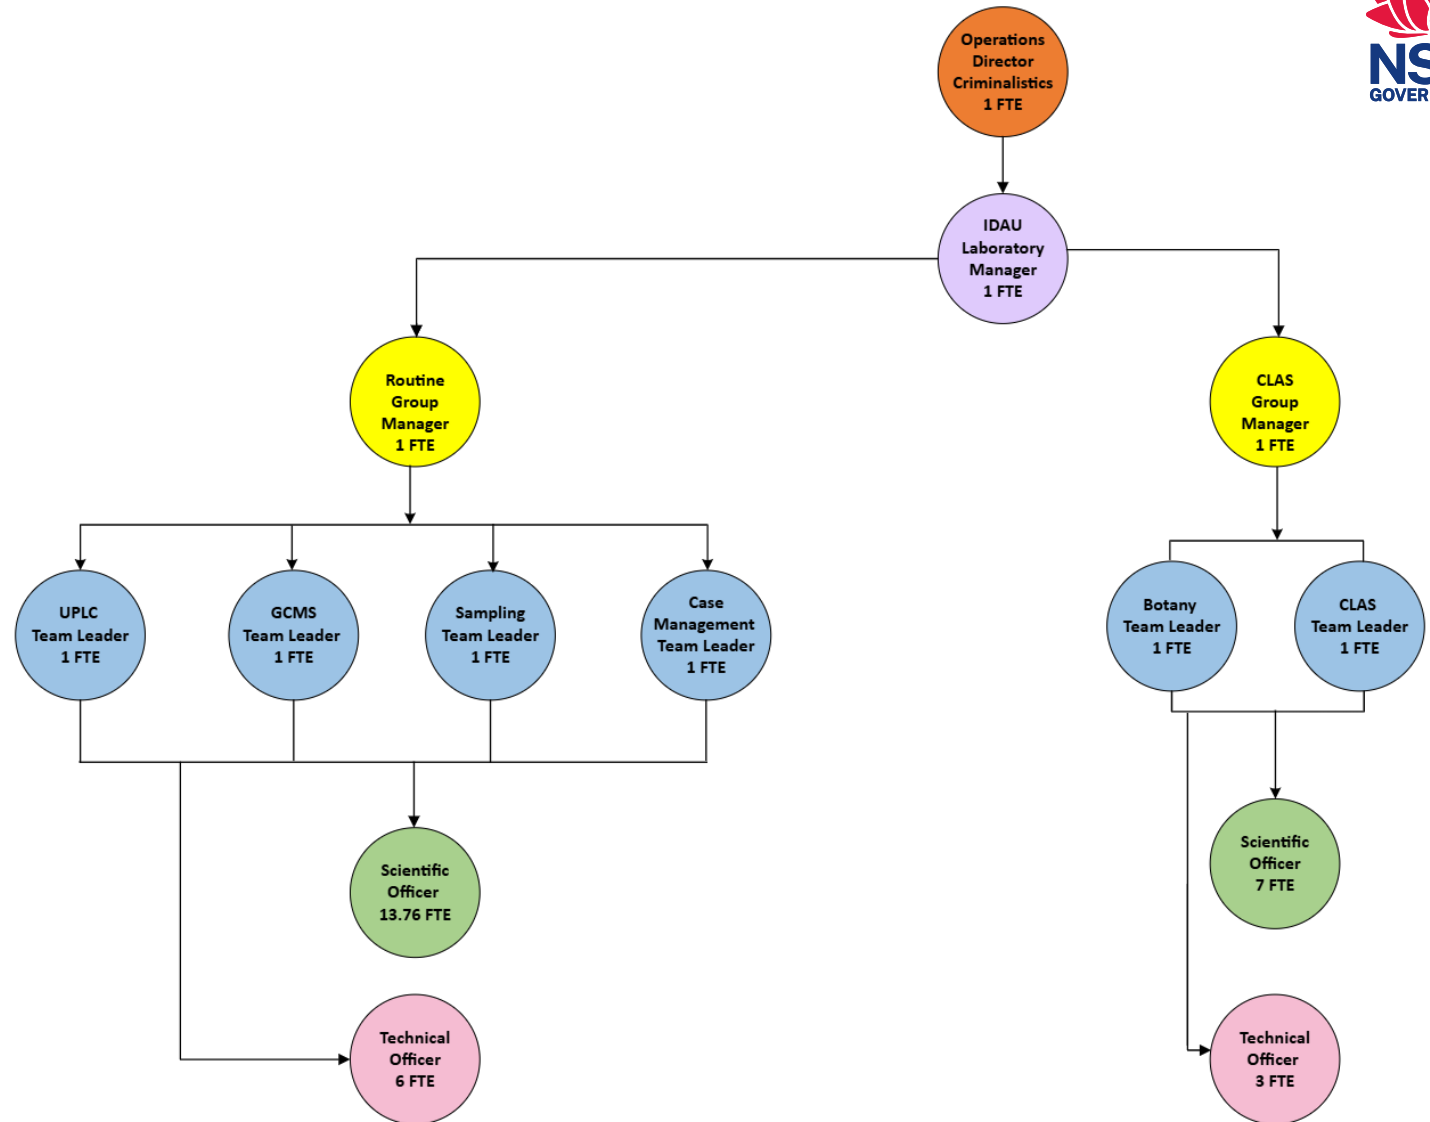 Operations
Director
Criminalistics
1 FTE
NS
GOVER
IDAU
Laboratory
Manager
1 FTE
Routine
Group
Manager
1 FTE
CLAS
Group
Manager
1 FTE
UPLC
Team Leader
1 FTE
GCMS
Team Leader
1 FTE
Sampling
Team Leader
1 FTE
Case
Management
Team Leader
1 FTE
Botany
Team Leader
1 FTE
CLAS
Team Leader
1 FTE
Scientific
Officer
13.76 FTE
Scientific
Officer
7 FTE
Technical
Officer
6 FTE
Technical
Officer
3 FTE